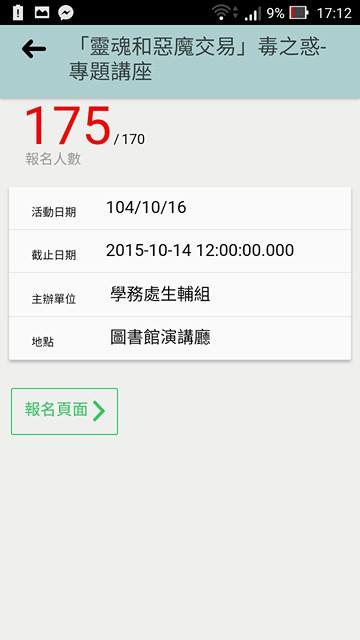 9% 17:12
「靈魂和惡魔交易」毒之惑-
專題講座
175/170
報名人數
活動日期 104/10/16
截止日期 2015-10-14 12:00:00.000
主辦單位 學務處生輔組
地點 圖書館演講廳
報名頁面